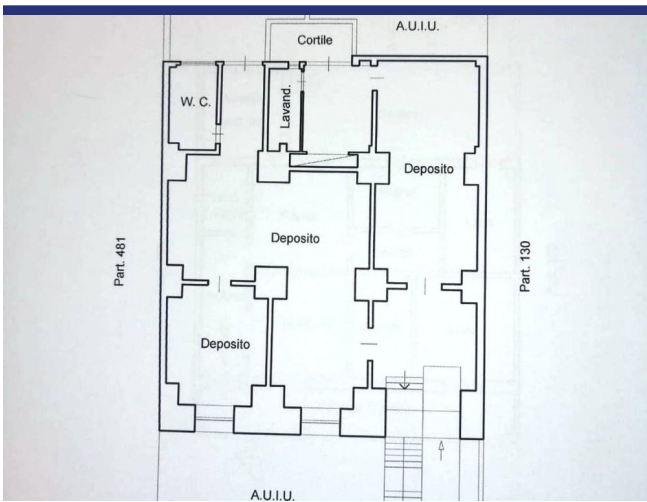 A.U.I.U.
Cortile
W. C.
Lavand.
Deposito
Deposito
Part. 481
Part. 130
Deposito
A.U.I.U.